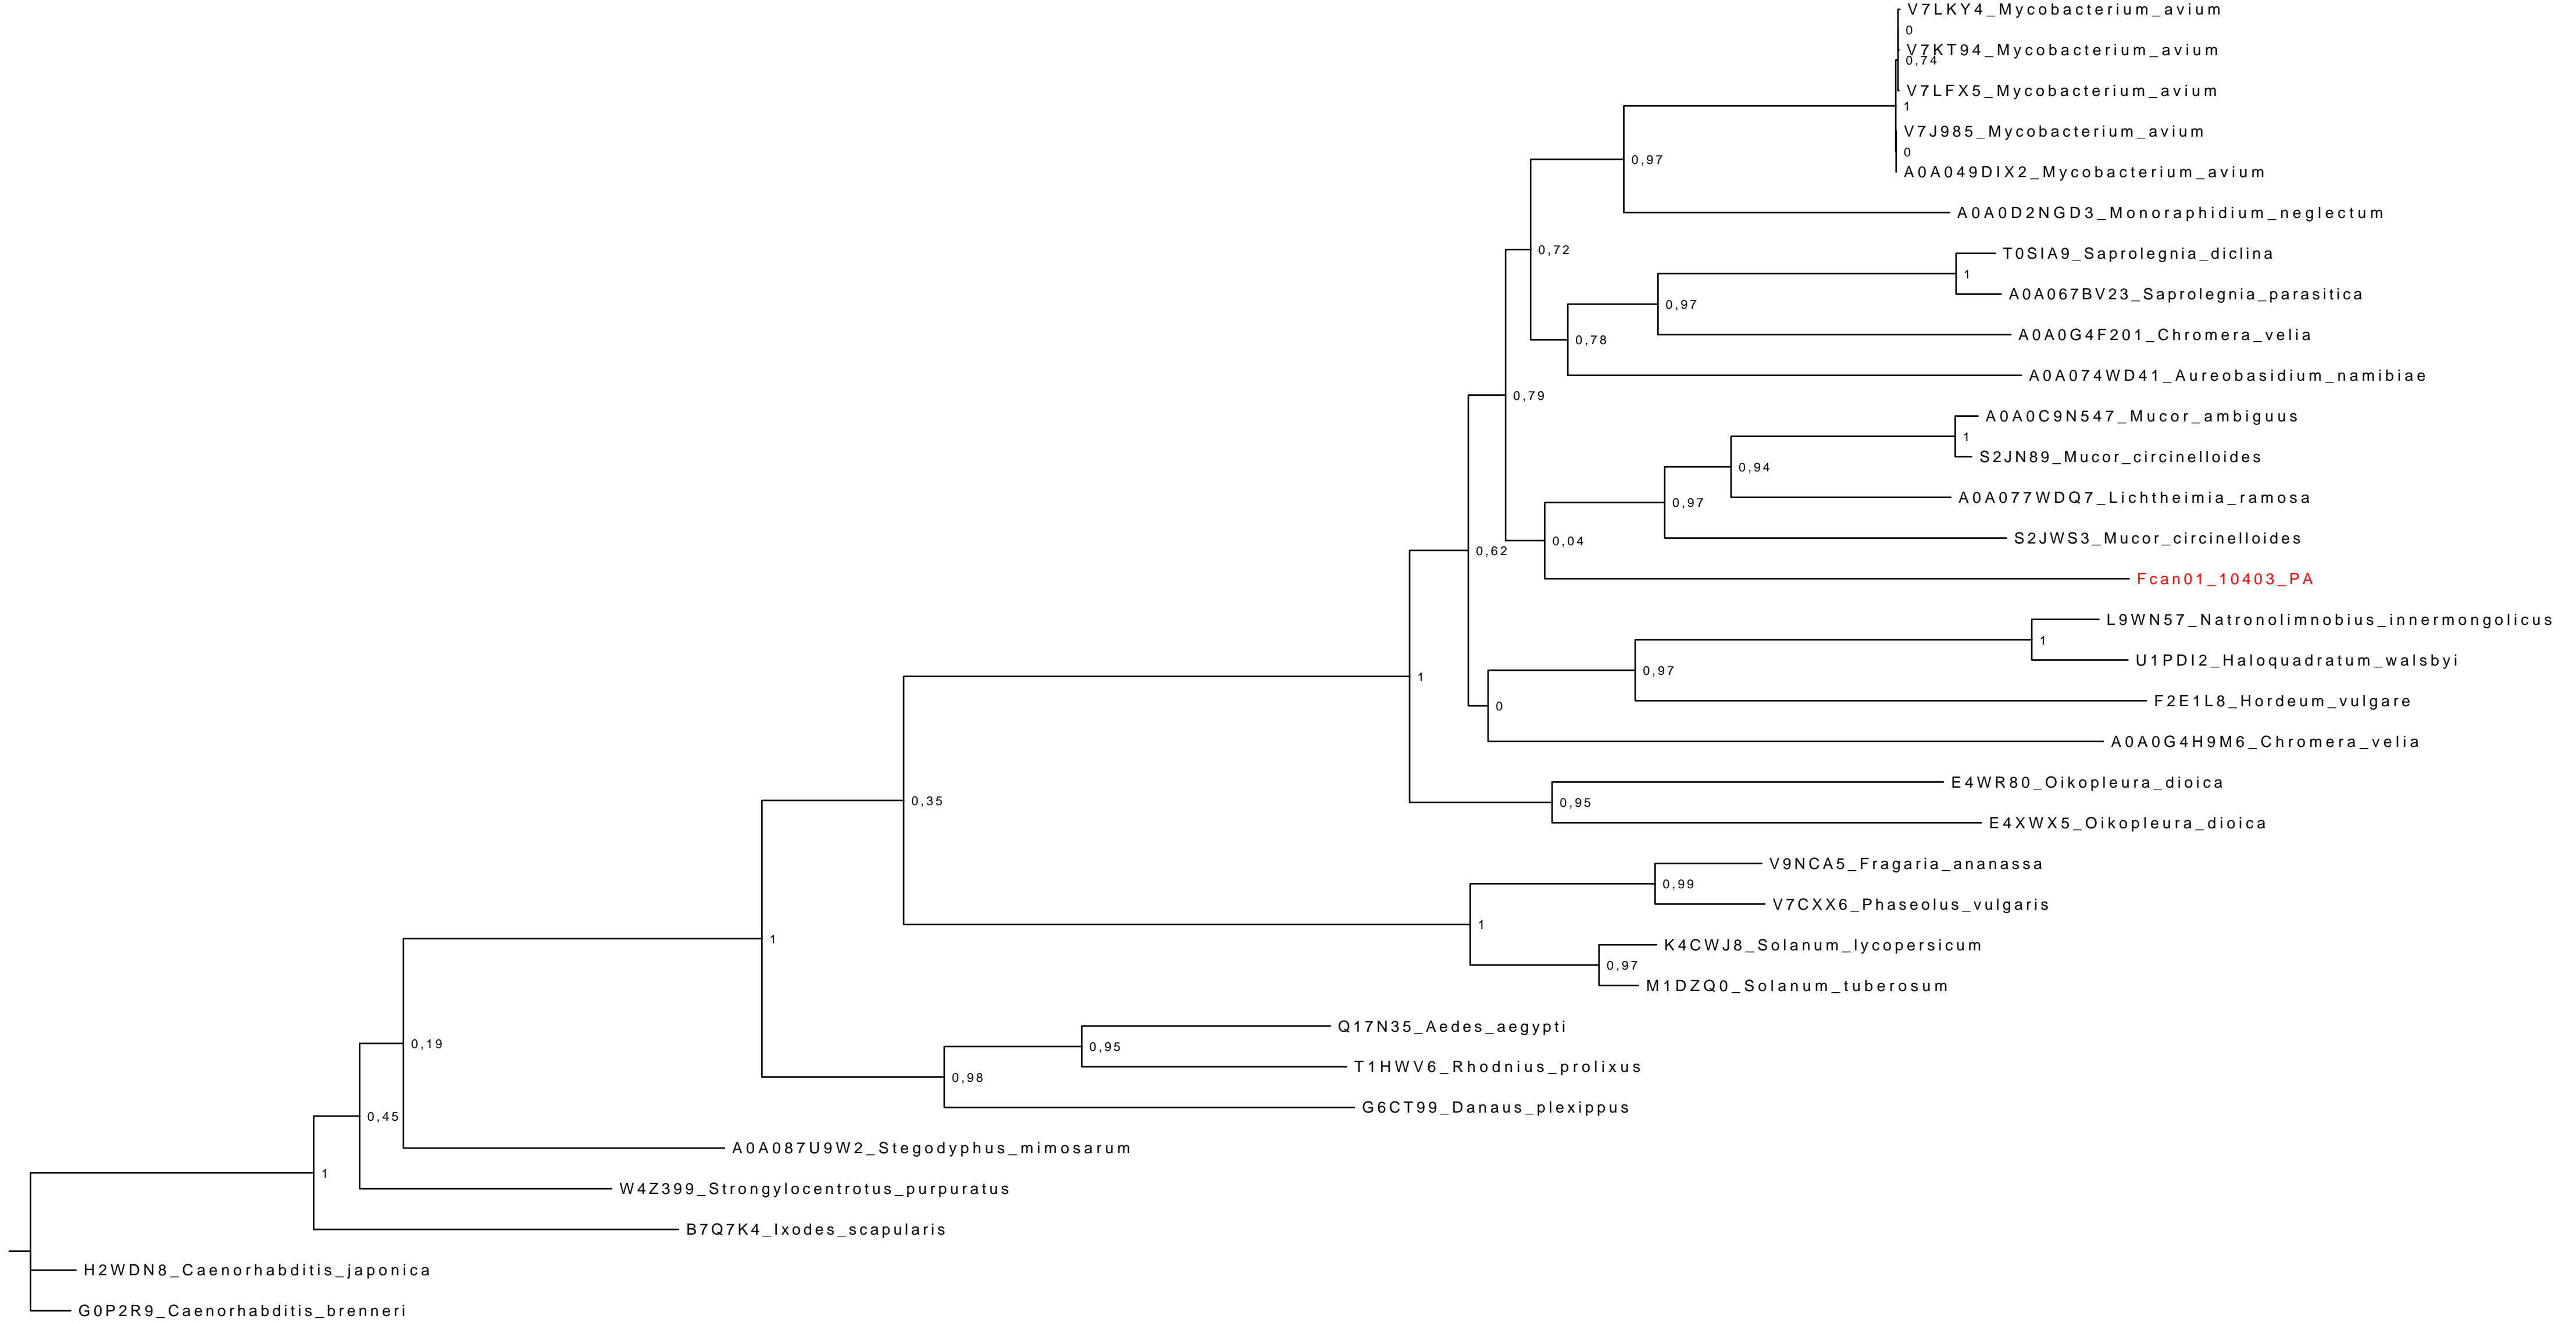 V7LKY4_Mycobacterium_avium
0
V7KT94_Mycobacterium_avium
0,74
V7LFX5_Mycobacterium_avium
1
V7J985_Mycobacterium_avium
0
0,97
A0A049DIX2_Mycobacterium_avium
A0A0D2NGD3_Monoraphidium_neglectum
0,72
T0SIA9_Saprolegnia_diclina
1
A0A067BV23_Saprolegnia_parasitica
0,97
A0A0G4F201_Chromera_velia
0,78
A0A074WD41_Aureobasidium_namibiae
0,79
A0A0C9N547_Mucor_ambiguus
1
S2JN89_Mucor_circinelloides
0,94
A0A077WDQ7_Lichtheimia_ramosa
0,97
S2JWS3_Mucor_circinelloides
0,04
0,62
Fcan01_10403_PA
L9WN57_Natronolimnobius_innermongolicus
1
U1PDI2_Haloquadratum_walsbyi
0,97
1
F2E1L8_Hordeum_vulgare
0
A0A0G4H9M6_Chromera_velia
E4WR80_Oikopleura_dioica
0,35
0,95
E4XWX5_Oikopleura_dioica
V9NCA5_Fragaria_ananassa
0,99
V7CXX6_Phaseolus_vulgaris
1
1
K4CWJ8_Solanum_lycopersicum
0,97
M1DZQ0_Solanum_tuberosum
Q17N35_Aedes_aegypti
0,19
0,95
T1HWV6_Rhodnius_prolixus
0,98
G6CT99_Danaus_plexippus
0,45
A0A087U9W2_Stegodyphus_mimosarum
1
W4Z399_Strongylocentrotus_purpuratus
B7Q7K4_Ixodes_scapularis
H2WDN8_Caenorhabditis_japonica
G0P2R9_Caenorhabditis_brenneri